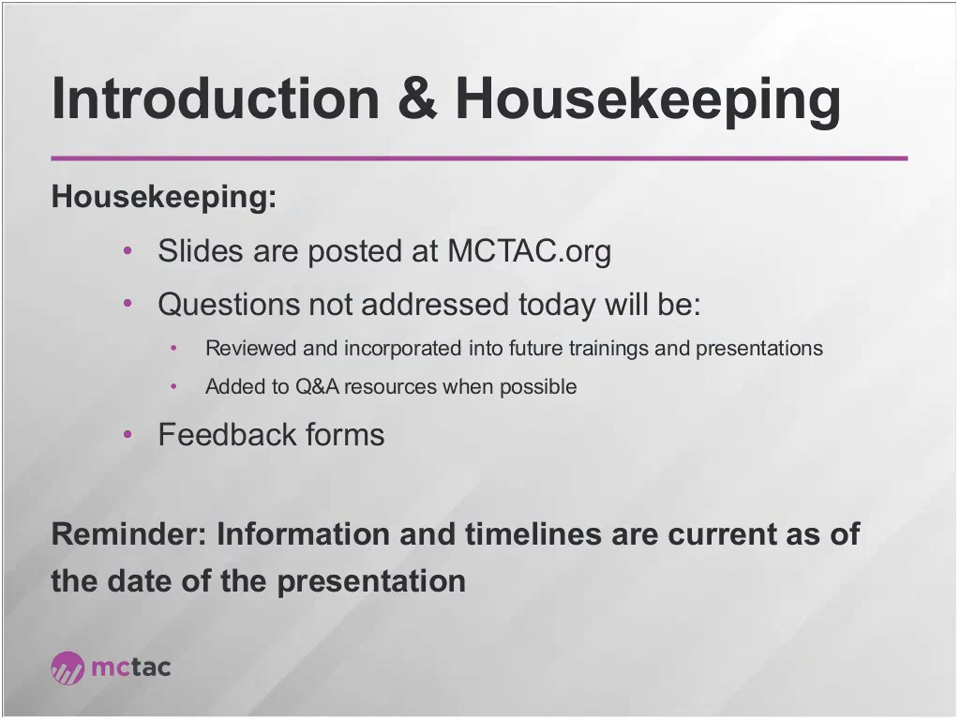 Introduction & Housekeeping
Housekeeping:
• Slides are posted at MCTAC.org
• Questions not addressed today will be:
• Reviewed and incorporated into future trainings and presentations
• Added to Q&A resources when possible
• Feedback forms
Reminder: Information and timelines are current as of
the date of the presentation
mctac